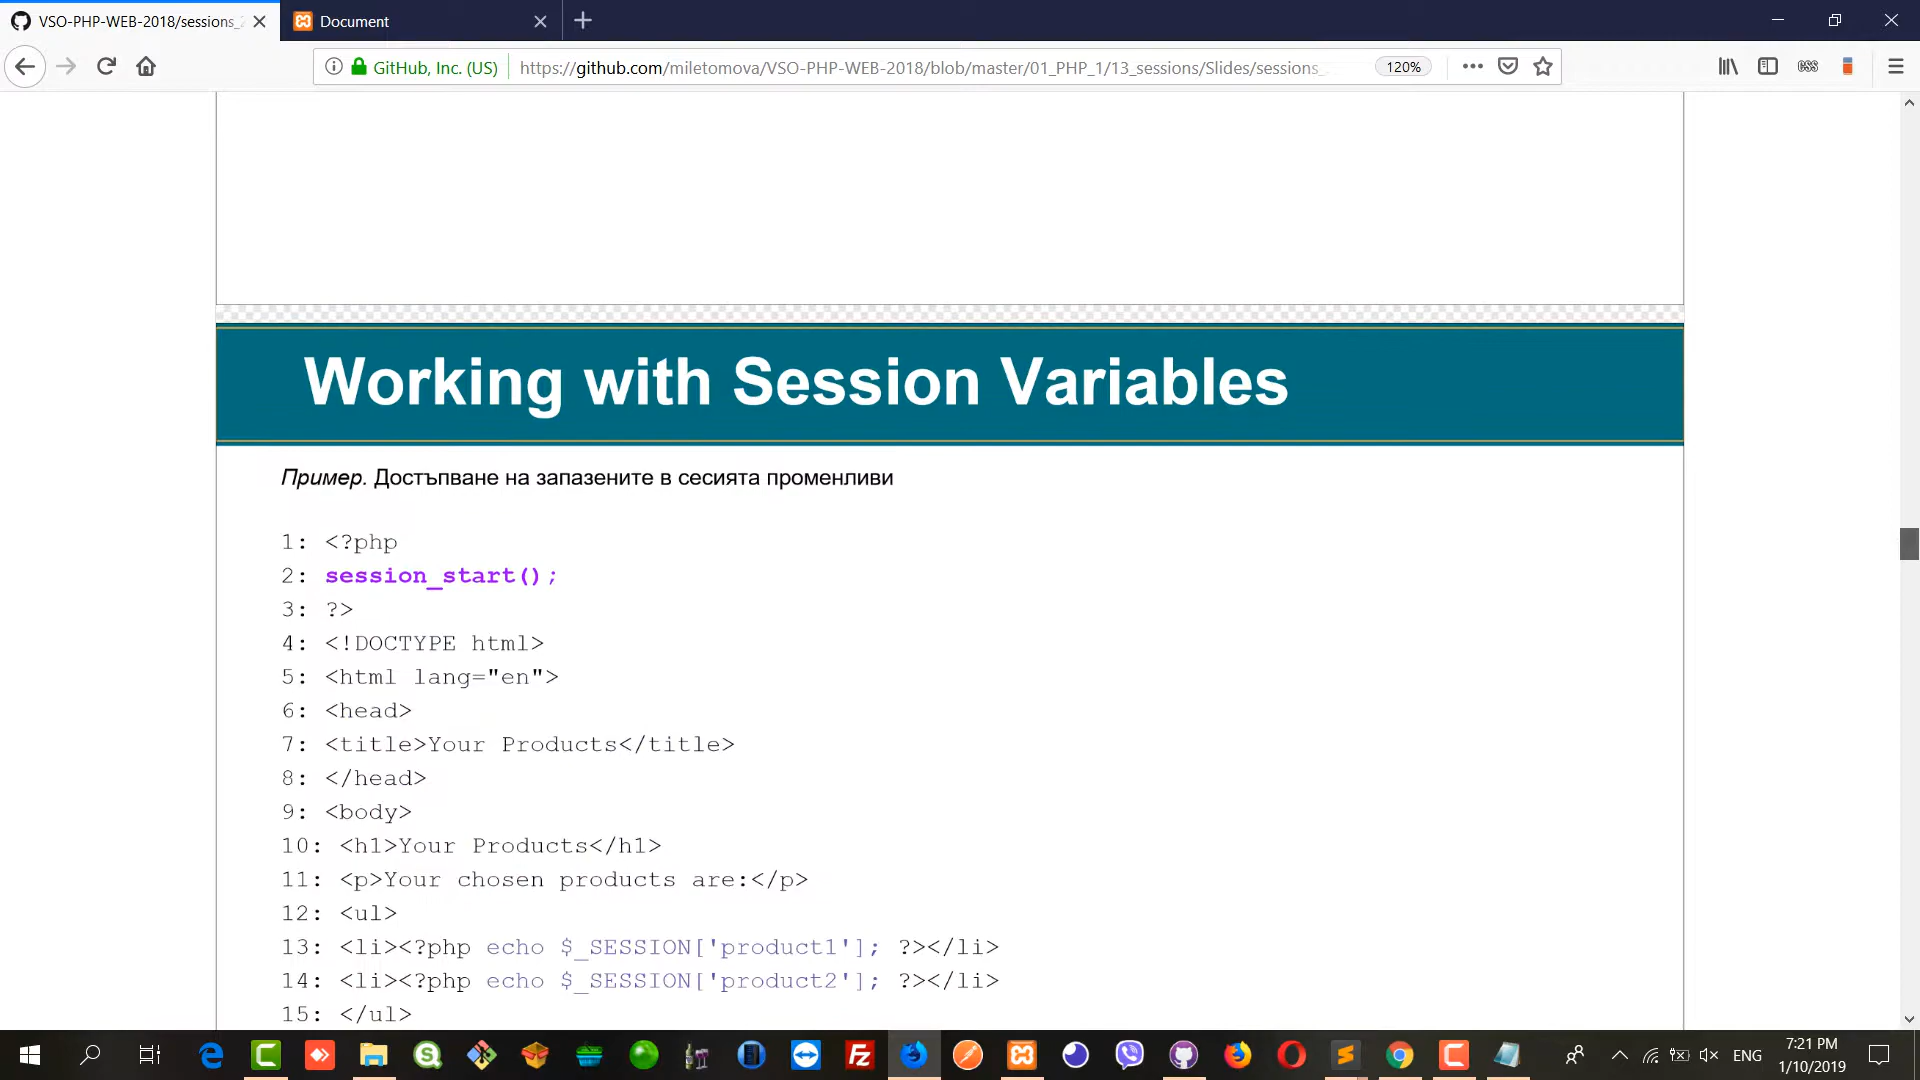 VSO-PHP-WEB-2018/sessions_2
Document
GitHub, Inc. (US)
https://github.com/miletomova/VSO-PHP-WEB-2018/blob/master/01_PHP_1/13_sessions/Slides/sessions_
120%
CSS
Working with Session Variables
Пример. Достъпване на запазените в сесията променливи
1: <?php
2: session_start();
3: ?>
4: <!DOCTYPE html>
5: <html lang="en">
6: <head>
7: <title>Your Products</title>
8: </head>
9: <body>
10: <h1>Your Products</h1>
11: <p>Your chosen products are:</p>
12: <ul>
13: <li><?php echo $_SESSION['product1']; ?></li>
14: <li><?php echo $_SESSION['product2']; ?></li>
15: </ul>
ENG
7:21 PM
1/10/2019